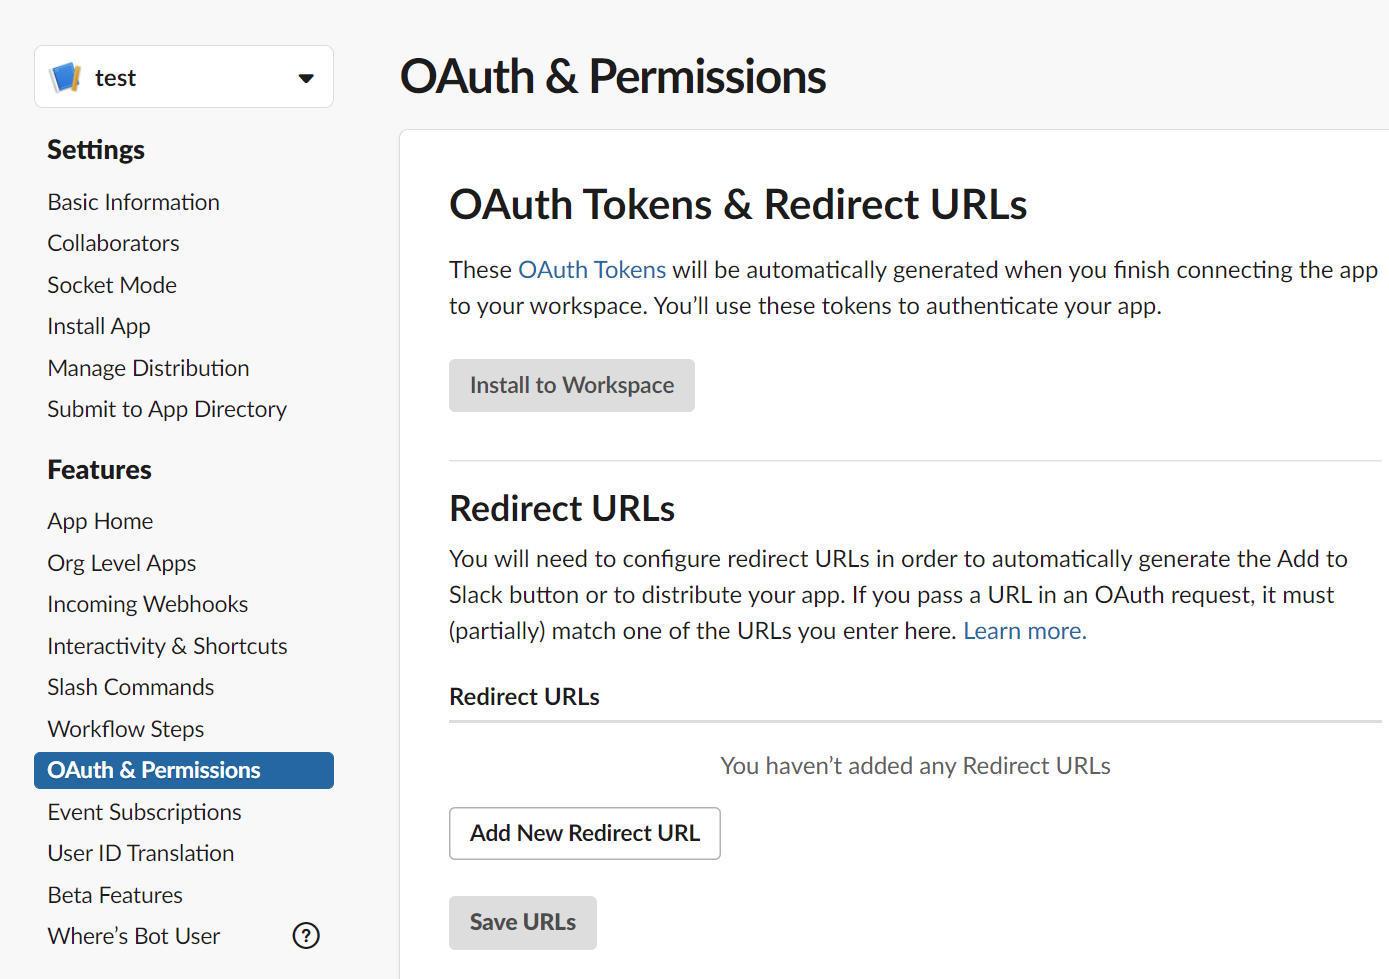 test
Settings
Basic Information
Collaborators
Socket Mode
Install App
Manage Distribution
Submit to App Directory
Features
App Home
Org Level Apps
Incoming Webhooks
Interactivity & Shortcuts
Slash Commands
Workflow Steps
OAuth & Permissions
Event Subscriptions
User ID Translation
Beta Features
Where’s Bot User
?
OAuth & Permissions
OAuth Tokens & Redirect URLs
These OAuth Tokens will be automatically generated when you finish connecting the app
to your workspace. You’ll use these tokens to authenticate your app.
Install to Workspace
Redirect URLs
You will need to configure redirect URLs in order to automatically generate the Add to
Slack button or to distribute your app. If you pass a URL in an OAuth request, it must
(partially) match one of the URLs you enter here. Learn more.
Redirect URLs
You haven’t added any Redirect URLs
Add New Redirect URL
Save URLs